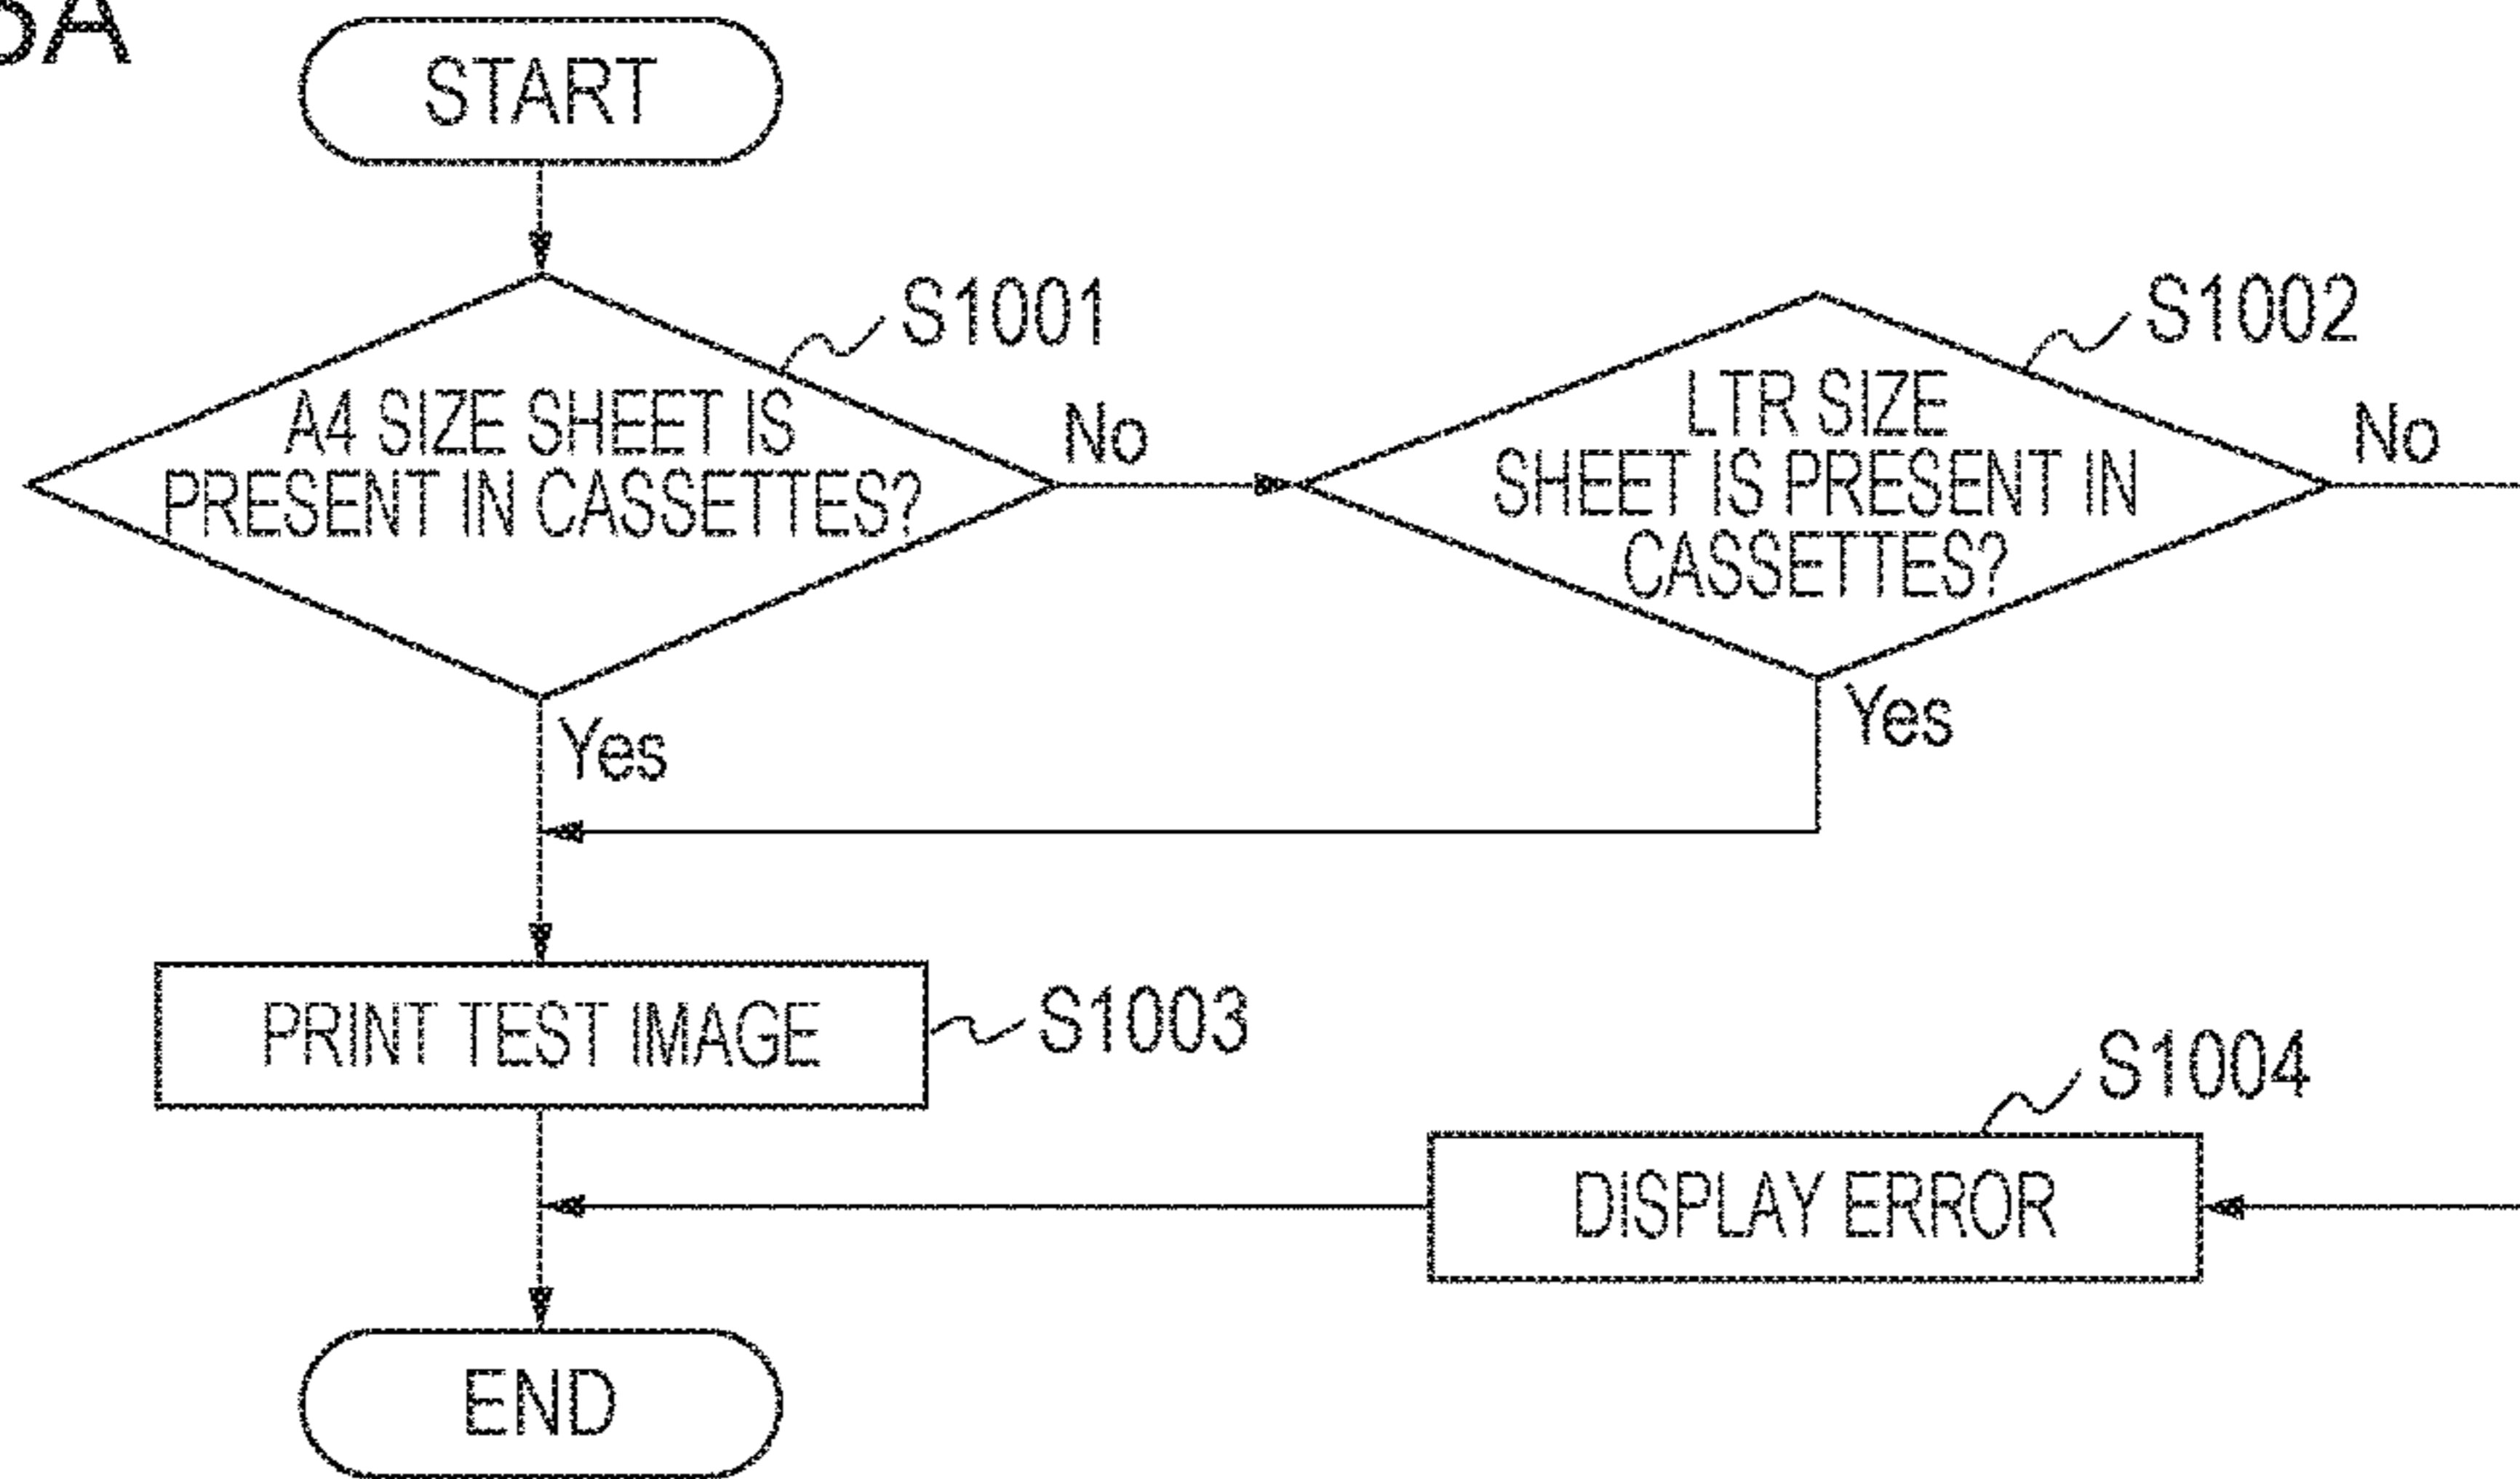 START
S1001
A4 SIZE SHEET IS
PRESENT IN CASSETTES?
No
Yes
S1002
LTR SIZE
SHEET IS PRESENT IN
CASSETTES?
No
Yes
PRINT TEST IMAGE
S1003
S1004
DISPLAY ERROR
END